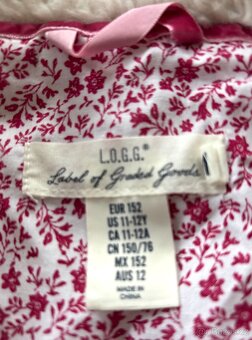 L.O.G.G.®
Label of Graded Goods
EUR 152
US 11-12Y
CA 11-12A
CN 150/76
MX 152
AUS 12
MADE IN
CHINA